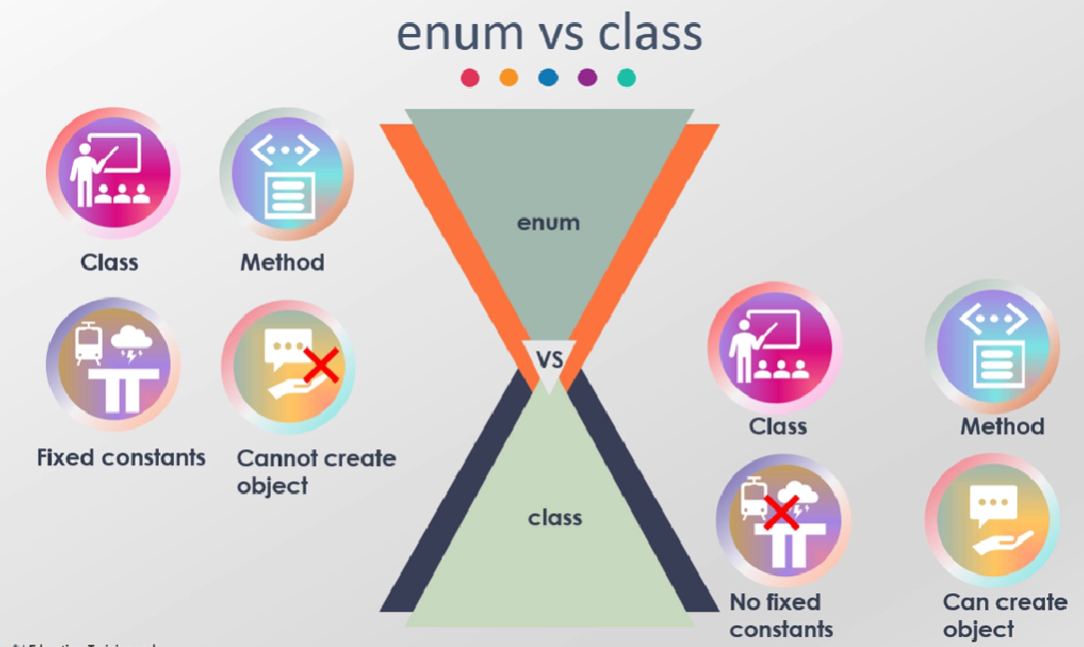 enum vs class
enum
Class
Method
Fixed constants
Cannot create
object
VS
class
Class
Method
No fixed
constants
Can create
object